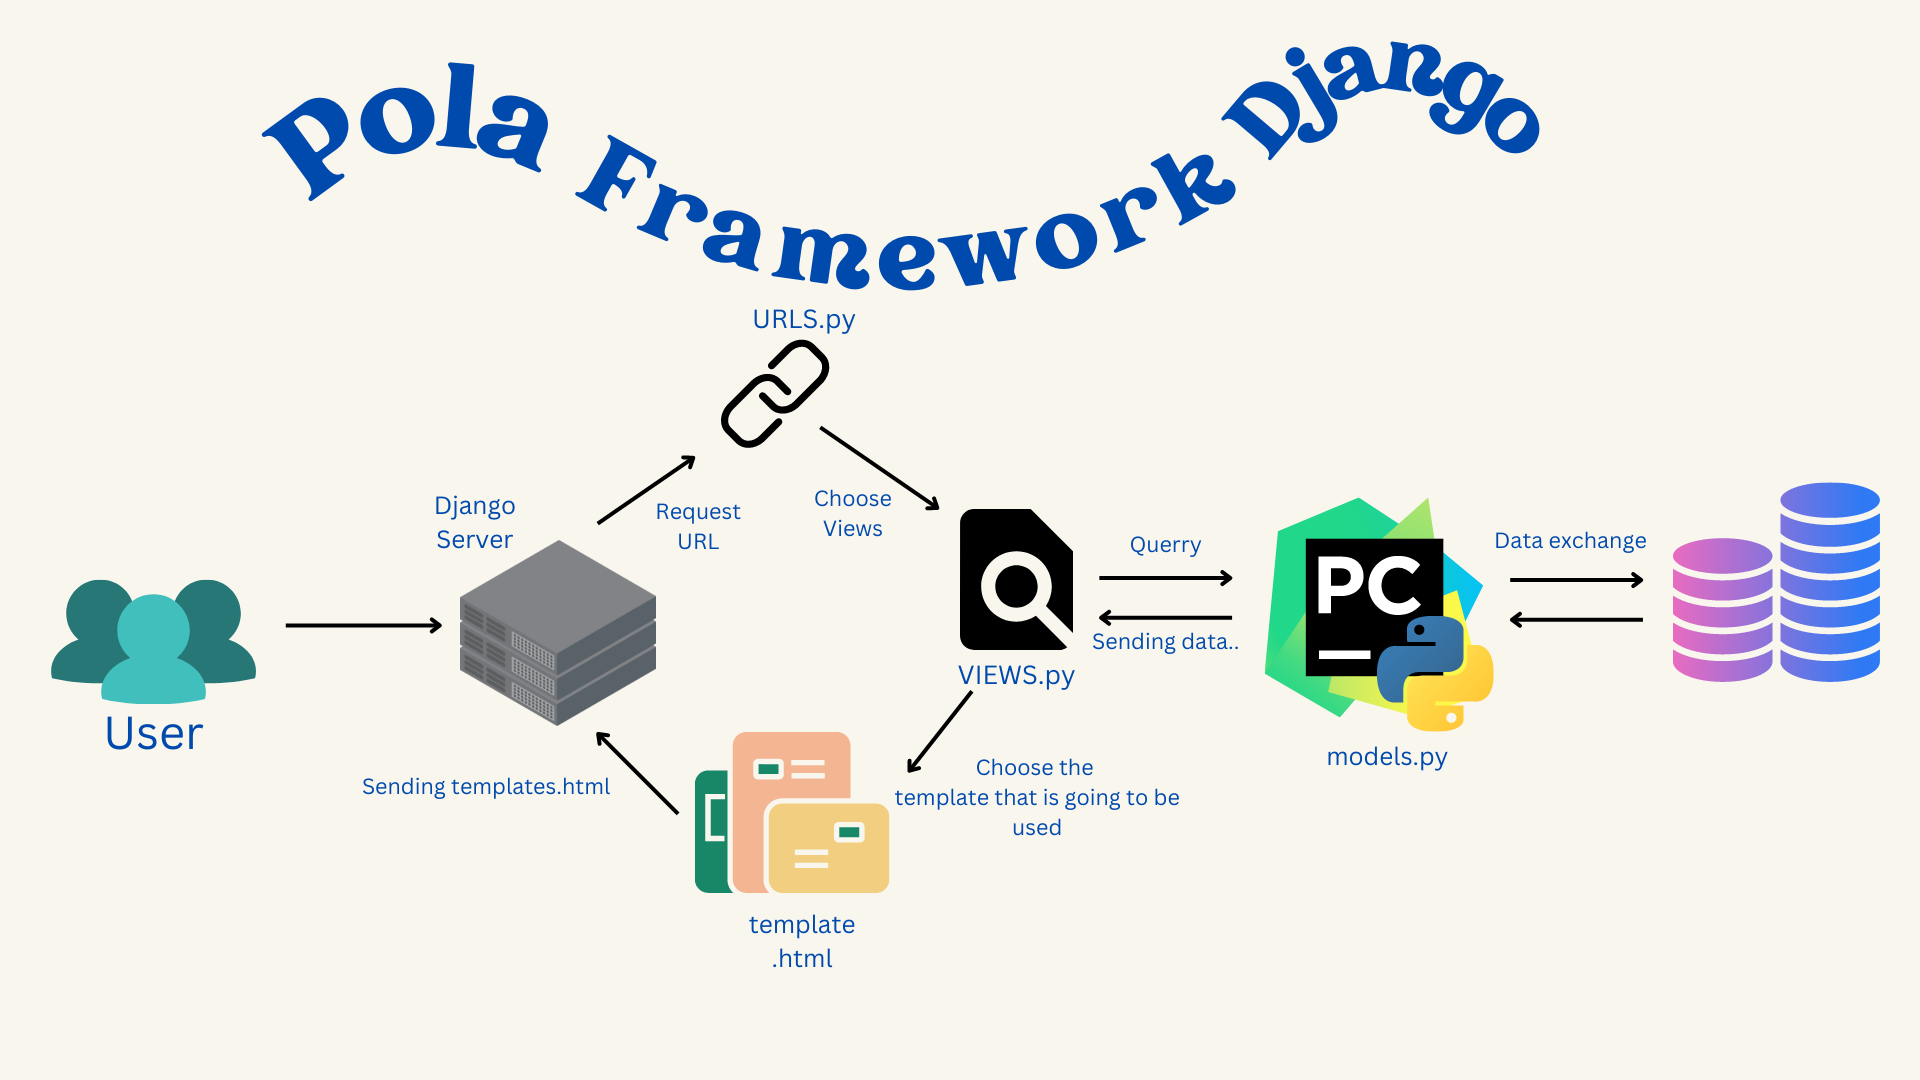 Pola Framework Django
URLS.py
Django
Server
Request
URL
Choose
Views
Querry
Data exchange
PC
Sending data..
VIEWS.py
User
models.py
Sending templates.html
Choose the
template that is going to be
used
template
.html